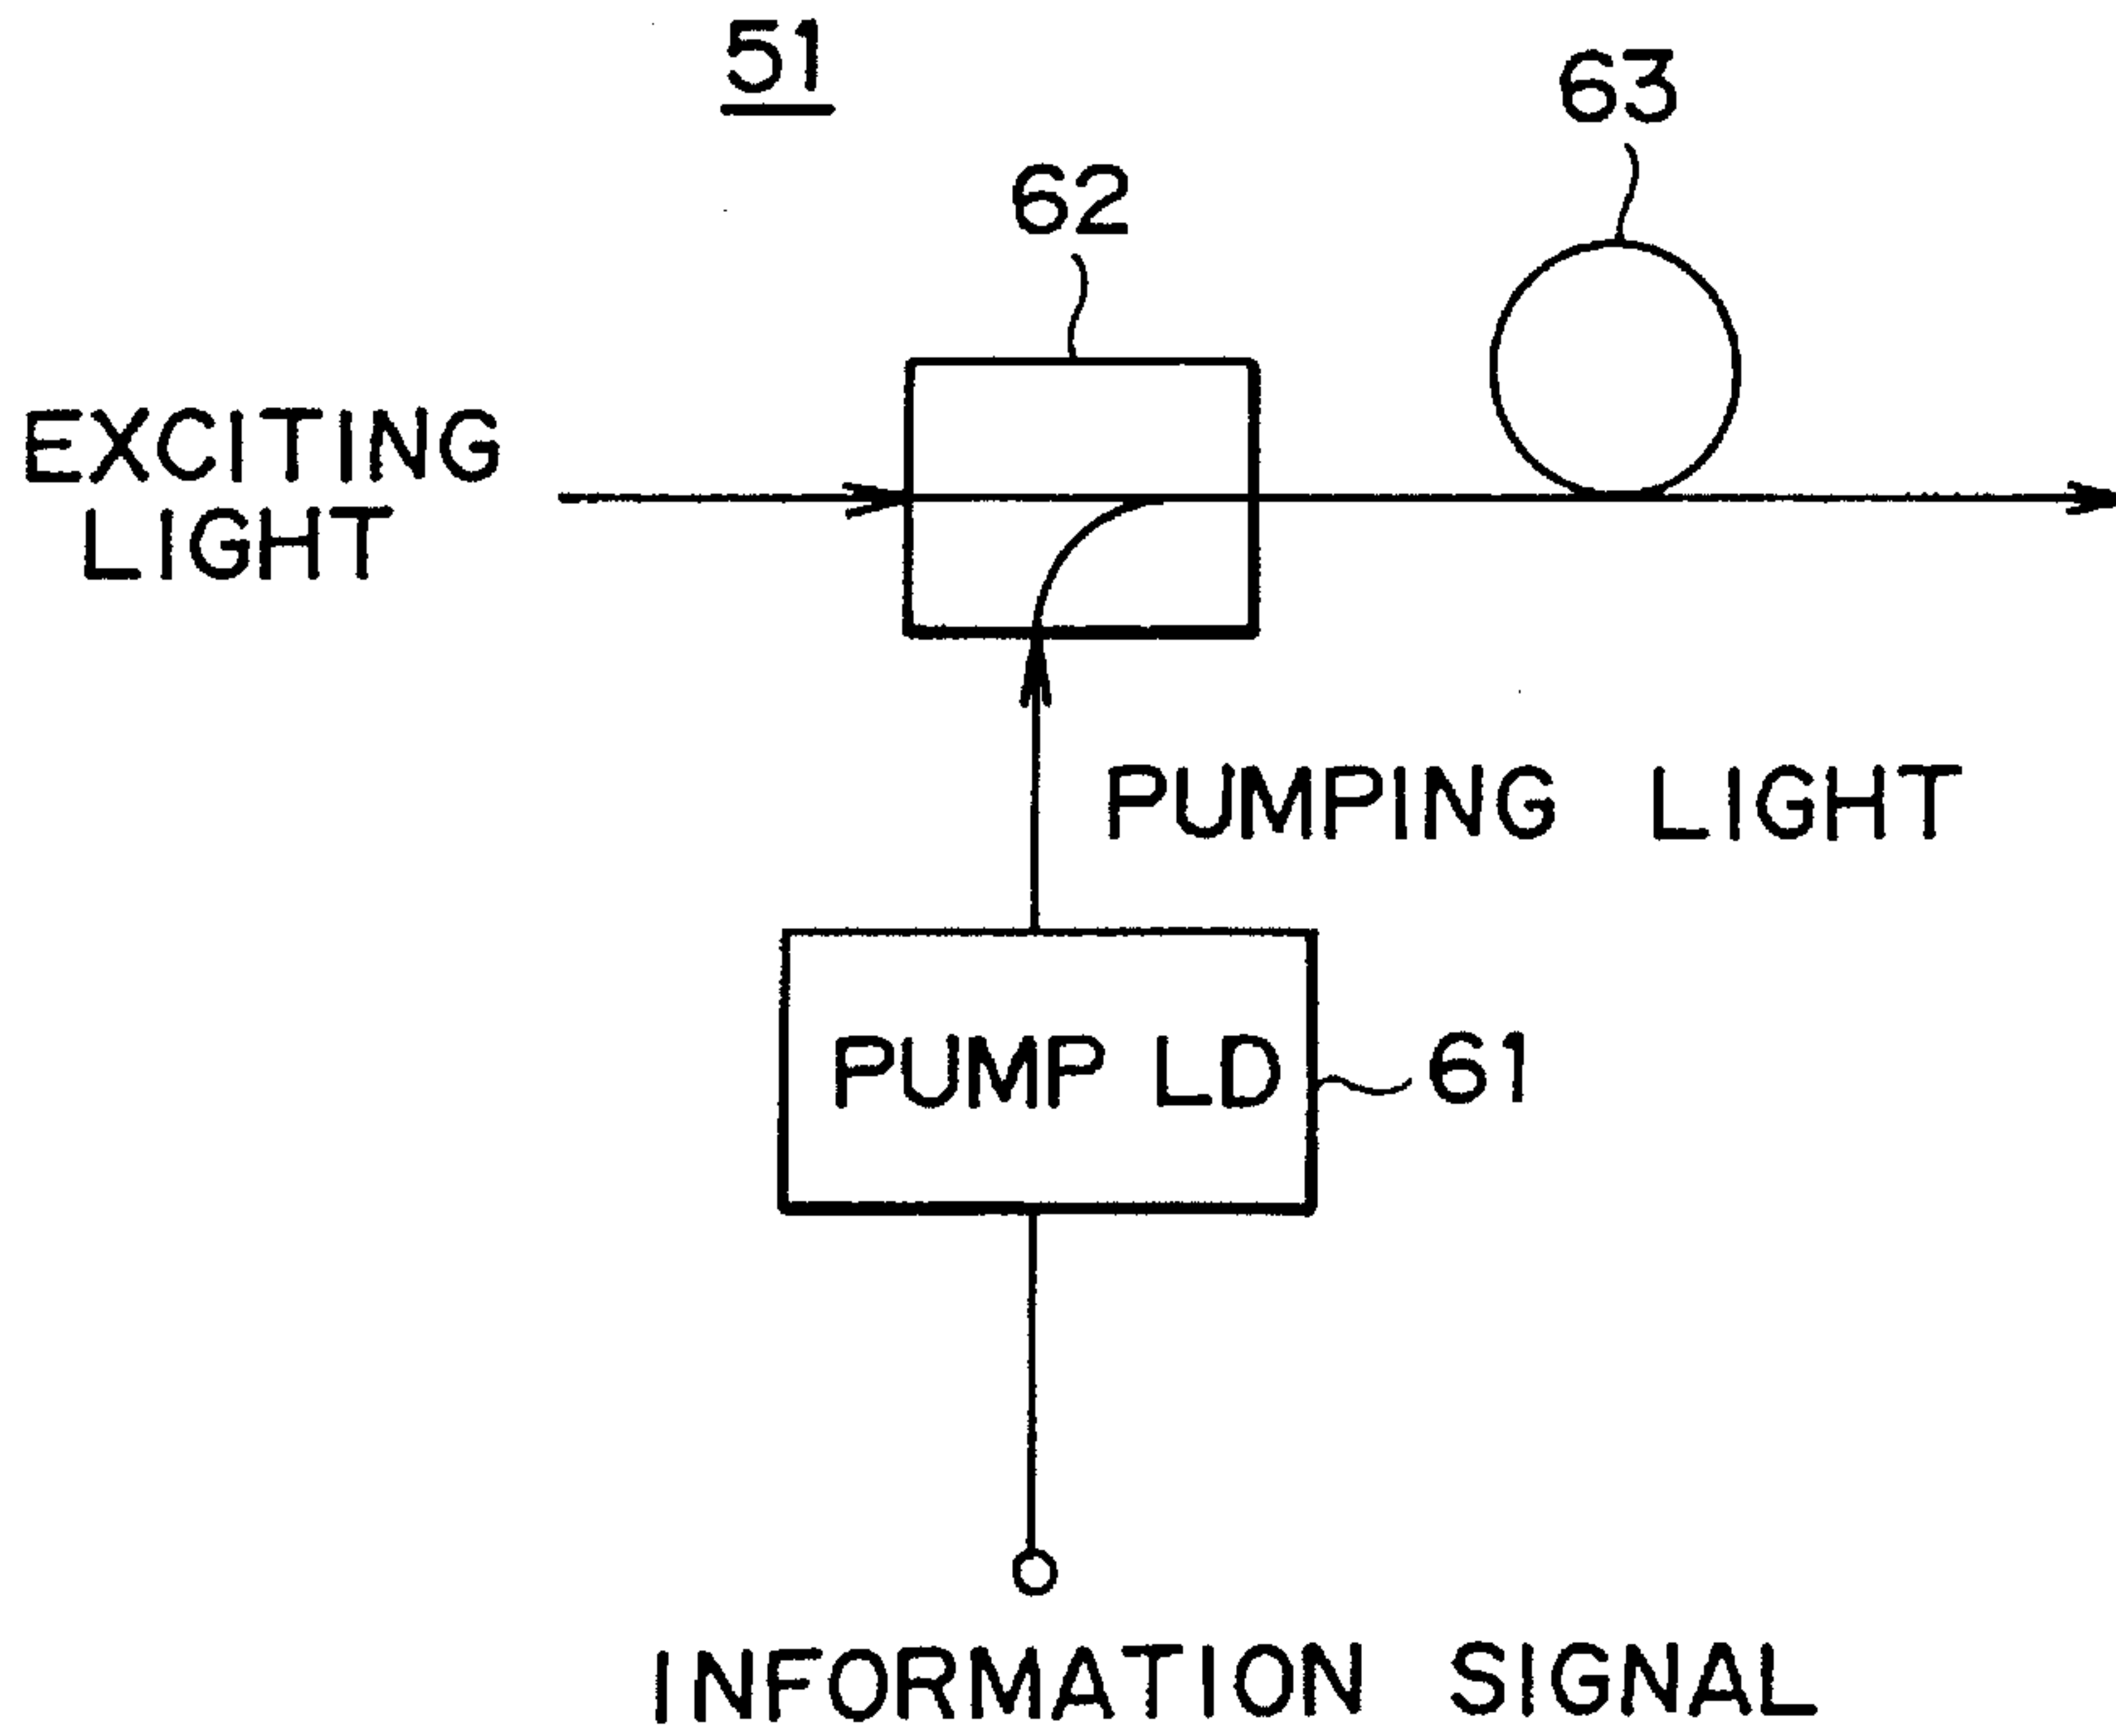 51
63
62
EXCITING
LIGHT
PUMPING LIGHT
PUMP LD
61
INFORMATION SIGNAL